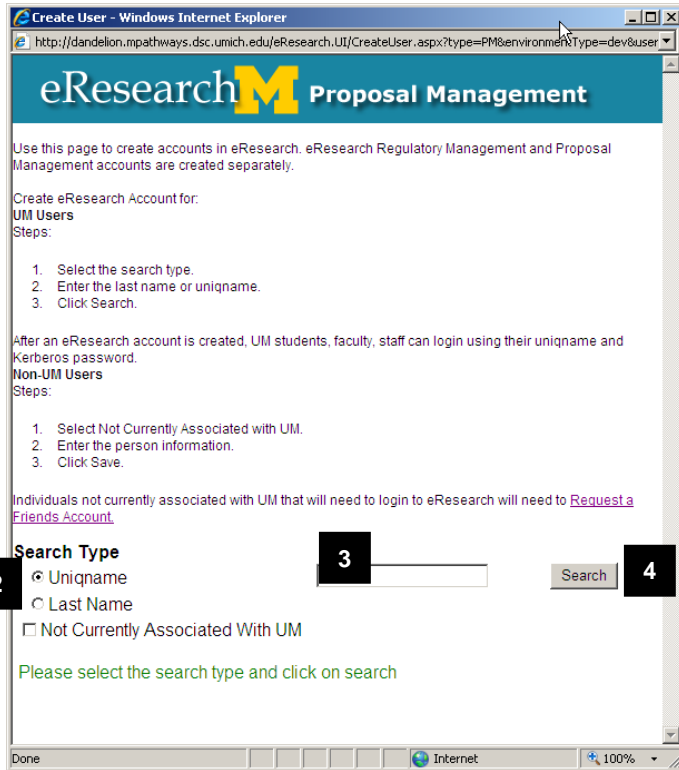 Create User - Windows Internet Explorer
http://dandelion.mpathways.dsc.umich.edu/eResearch.UI/CreateUser.aspx?type=PM&environmentType=dev&user
eResearch M Proposal Management
Use this page to create accounts in eResearch. eResearch Regulatory Management and Proposal
Management accounts are created separately.
Create eResearch Account for:
UM Users
Steps:
1. Select the search type.
2. Enter the last name or uniqname.
3. Click Search.
After an eResearch account is created, UM students, faculty, staff can login using their uniqname and
Kerberos password.
Non-UM Users
Steps:
1. Select Not Currently Associated with UM.
2. Enter the person information.
3. Click Save.
Individuals not currently associated with UM that will need to login to eResearch will need to Request a
Friends Account.
Search Type
2 Uniqname 3 Search 4
Last Name
Not Currently Associated With UM
Please select the search type and click on search
Done Internet 100%